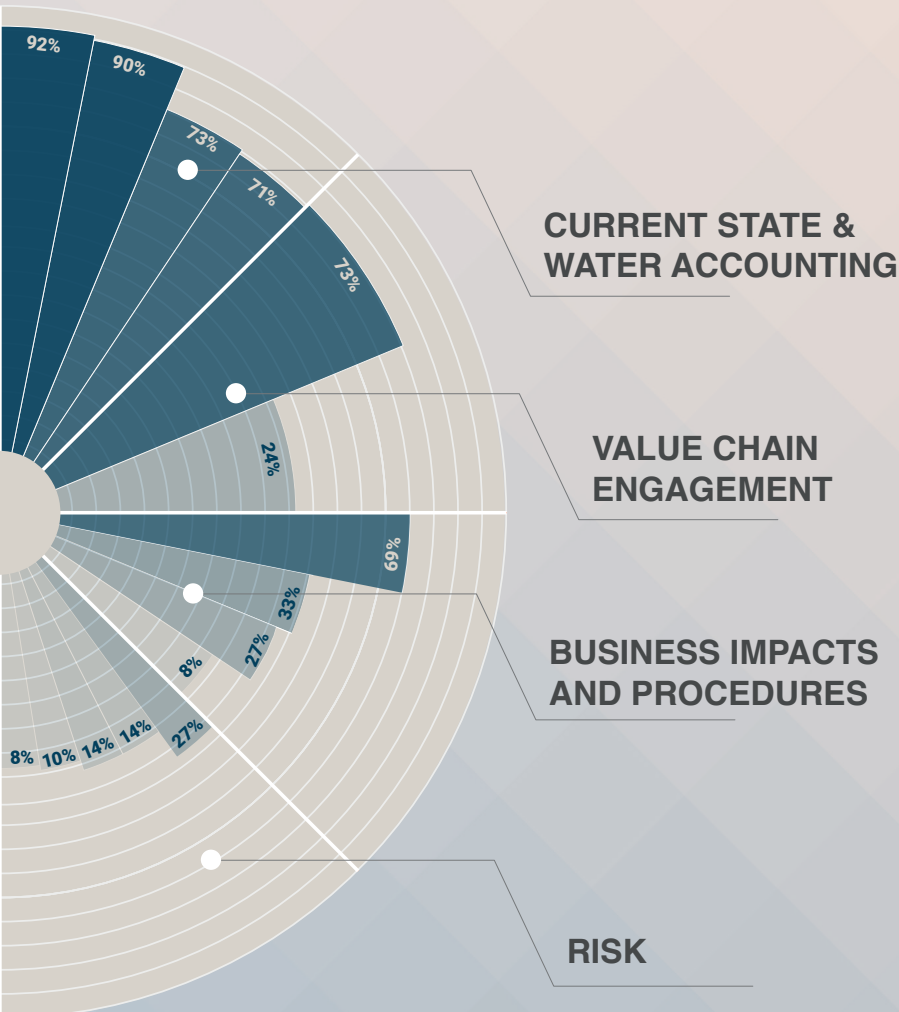 92%
90%
73%
71%
73%
CURRENT STATE &
WATER ACCOUNTING
24%
VALUE CHAIN
ENGAGEMENT
69%
33%
27%
8%
BUSINESS IMPACTS
AND PROCEDURES
27%
14%
14%
10%
8%
RISK